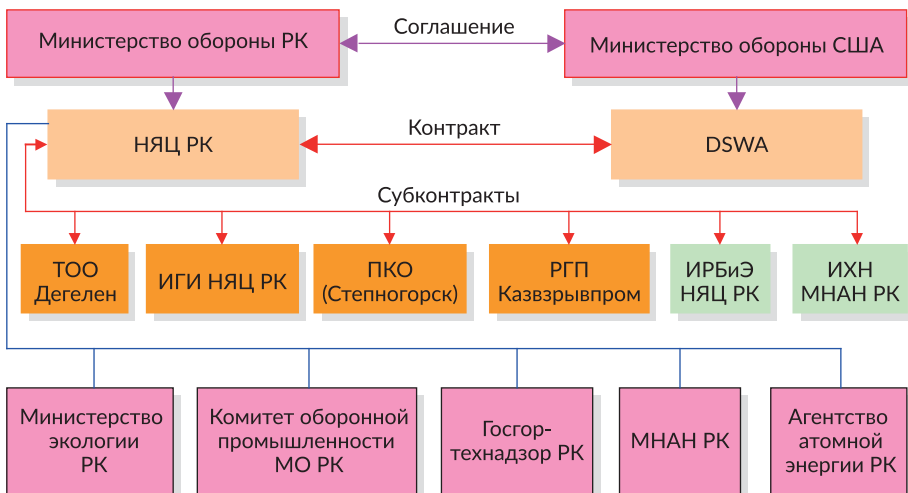 Министерство обороны РК
Соглашение
Министерство обороны США
НЯЦ РК
Контракт
DSWA
Субконтракты
ТОО
Дегелен
ИГИ НЯЦ РК
ПКО
(Степногорск)
РГП
Казвзрывпром
ИРБиЭ
НЯЦ РК
ИХН
МНАН РК
Министерство
экологии
РК
Комитет оборонной
промышленности
МО РК
Госгор-
технадзор РК
МНАН РК
Агентство
атомной
энергии РК